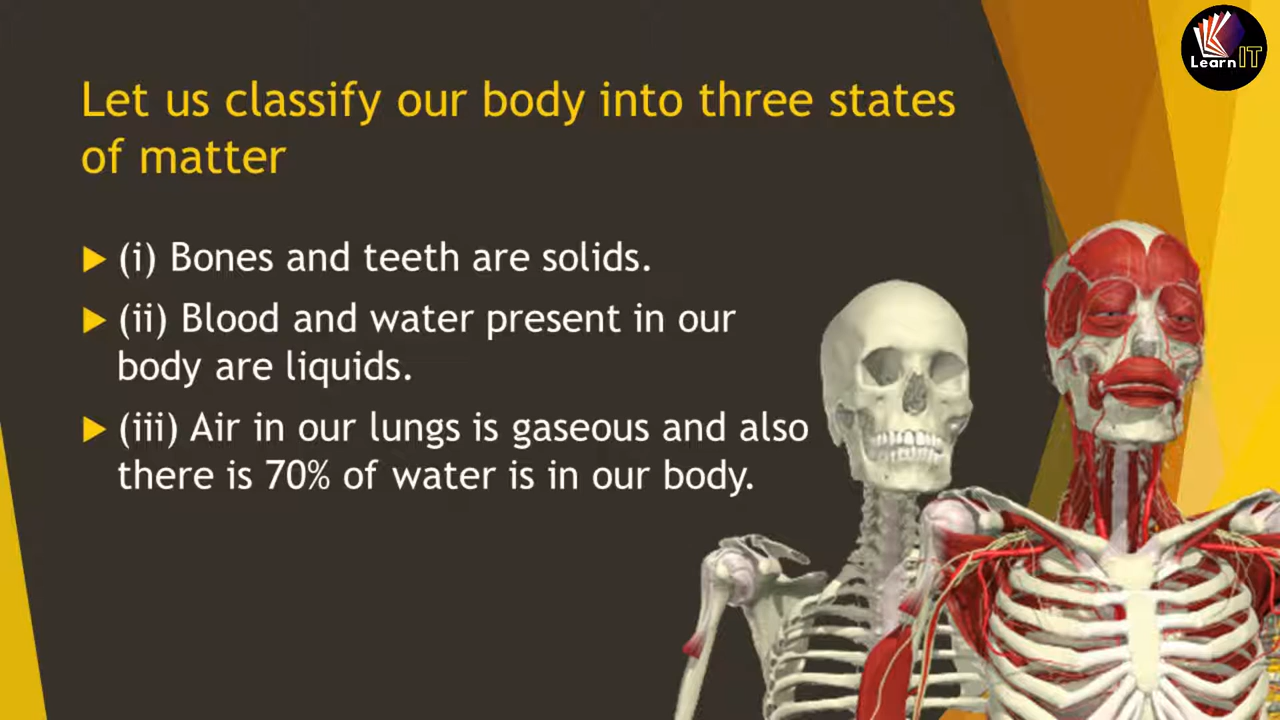 Learn IT
Let us classify our body into three states
of matter
(i) Bones and teeth are solids.
(ii) Blood and water present in our
body are liquids.
(iii) Air in our lungs is gaseous and also
there is 70% of water is in our body.